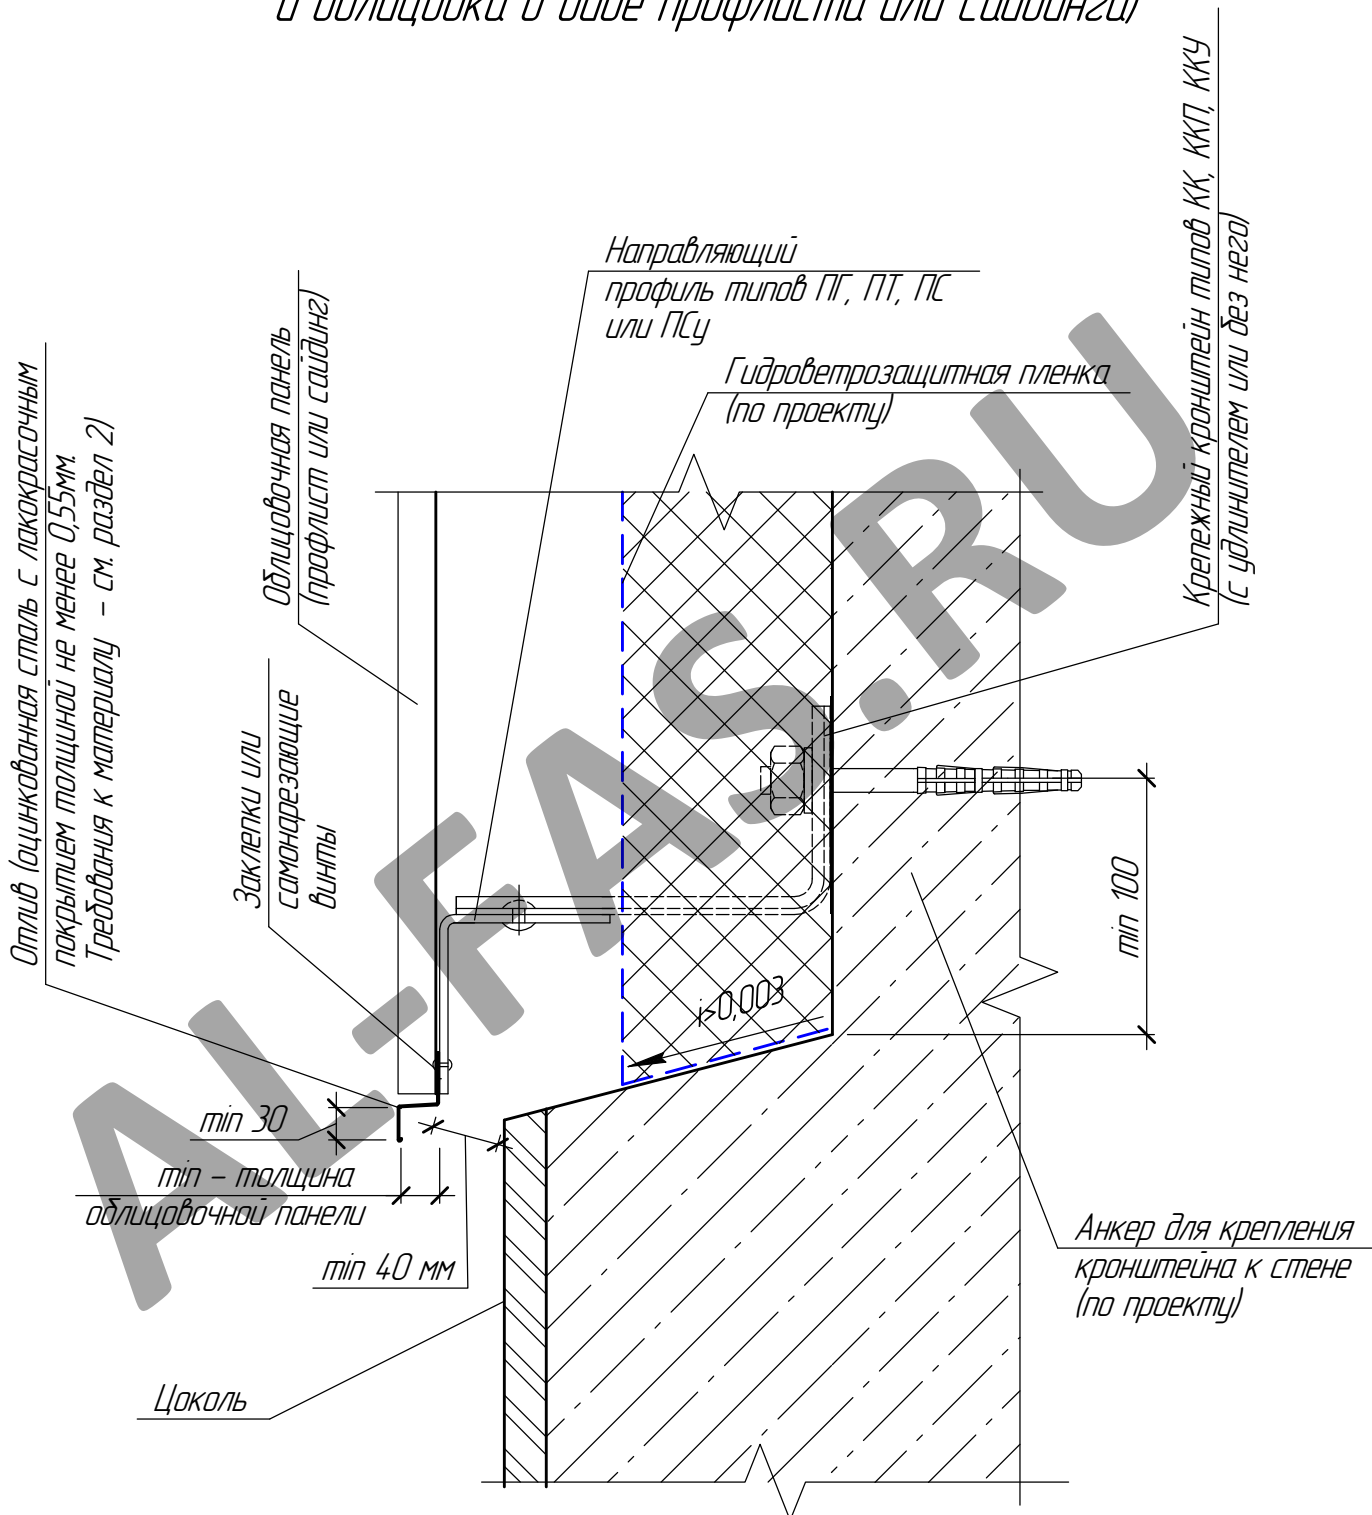 и облицовки в виде профлиста или сайдинга)
Крепежный кронштейн типов КК, ККП, ККУ
(с удлинителем или без него)
Направляющий
профиль типов ПГ, ПТ, ПС
или ПСу
Гидроветрозащитная пленка
(по проекту)
Облицовочная панель
(профлист или сайдинг)
Отлив (оцинкованная сталь с лакокрасочным
покрытием толщиной не менее 0,55мм.
Требования к материалу - см. раздел 2)
Заклепки или
самонарезающие
винты
min 100
i>0,003
min 30
min - толщина
облицовочной панели
min 40 мм
Анкер для крепления
кронштейна к стене
(по проекту)
Цоколь
AL-FAS.RU